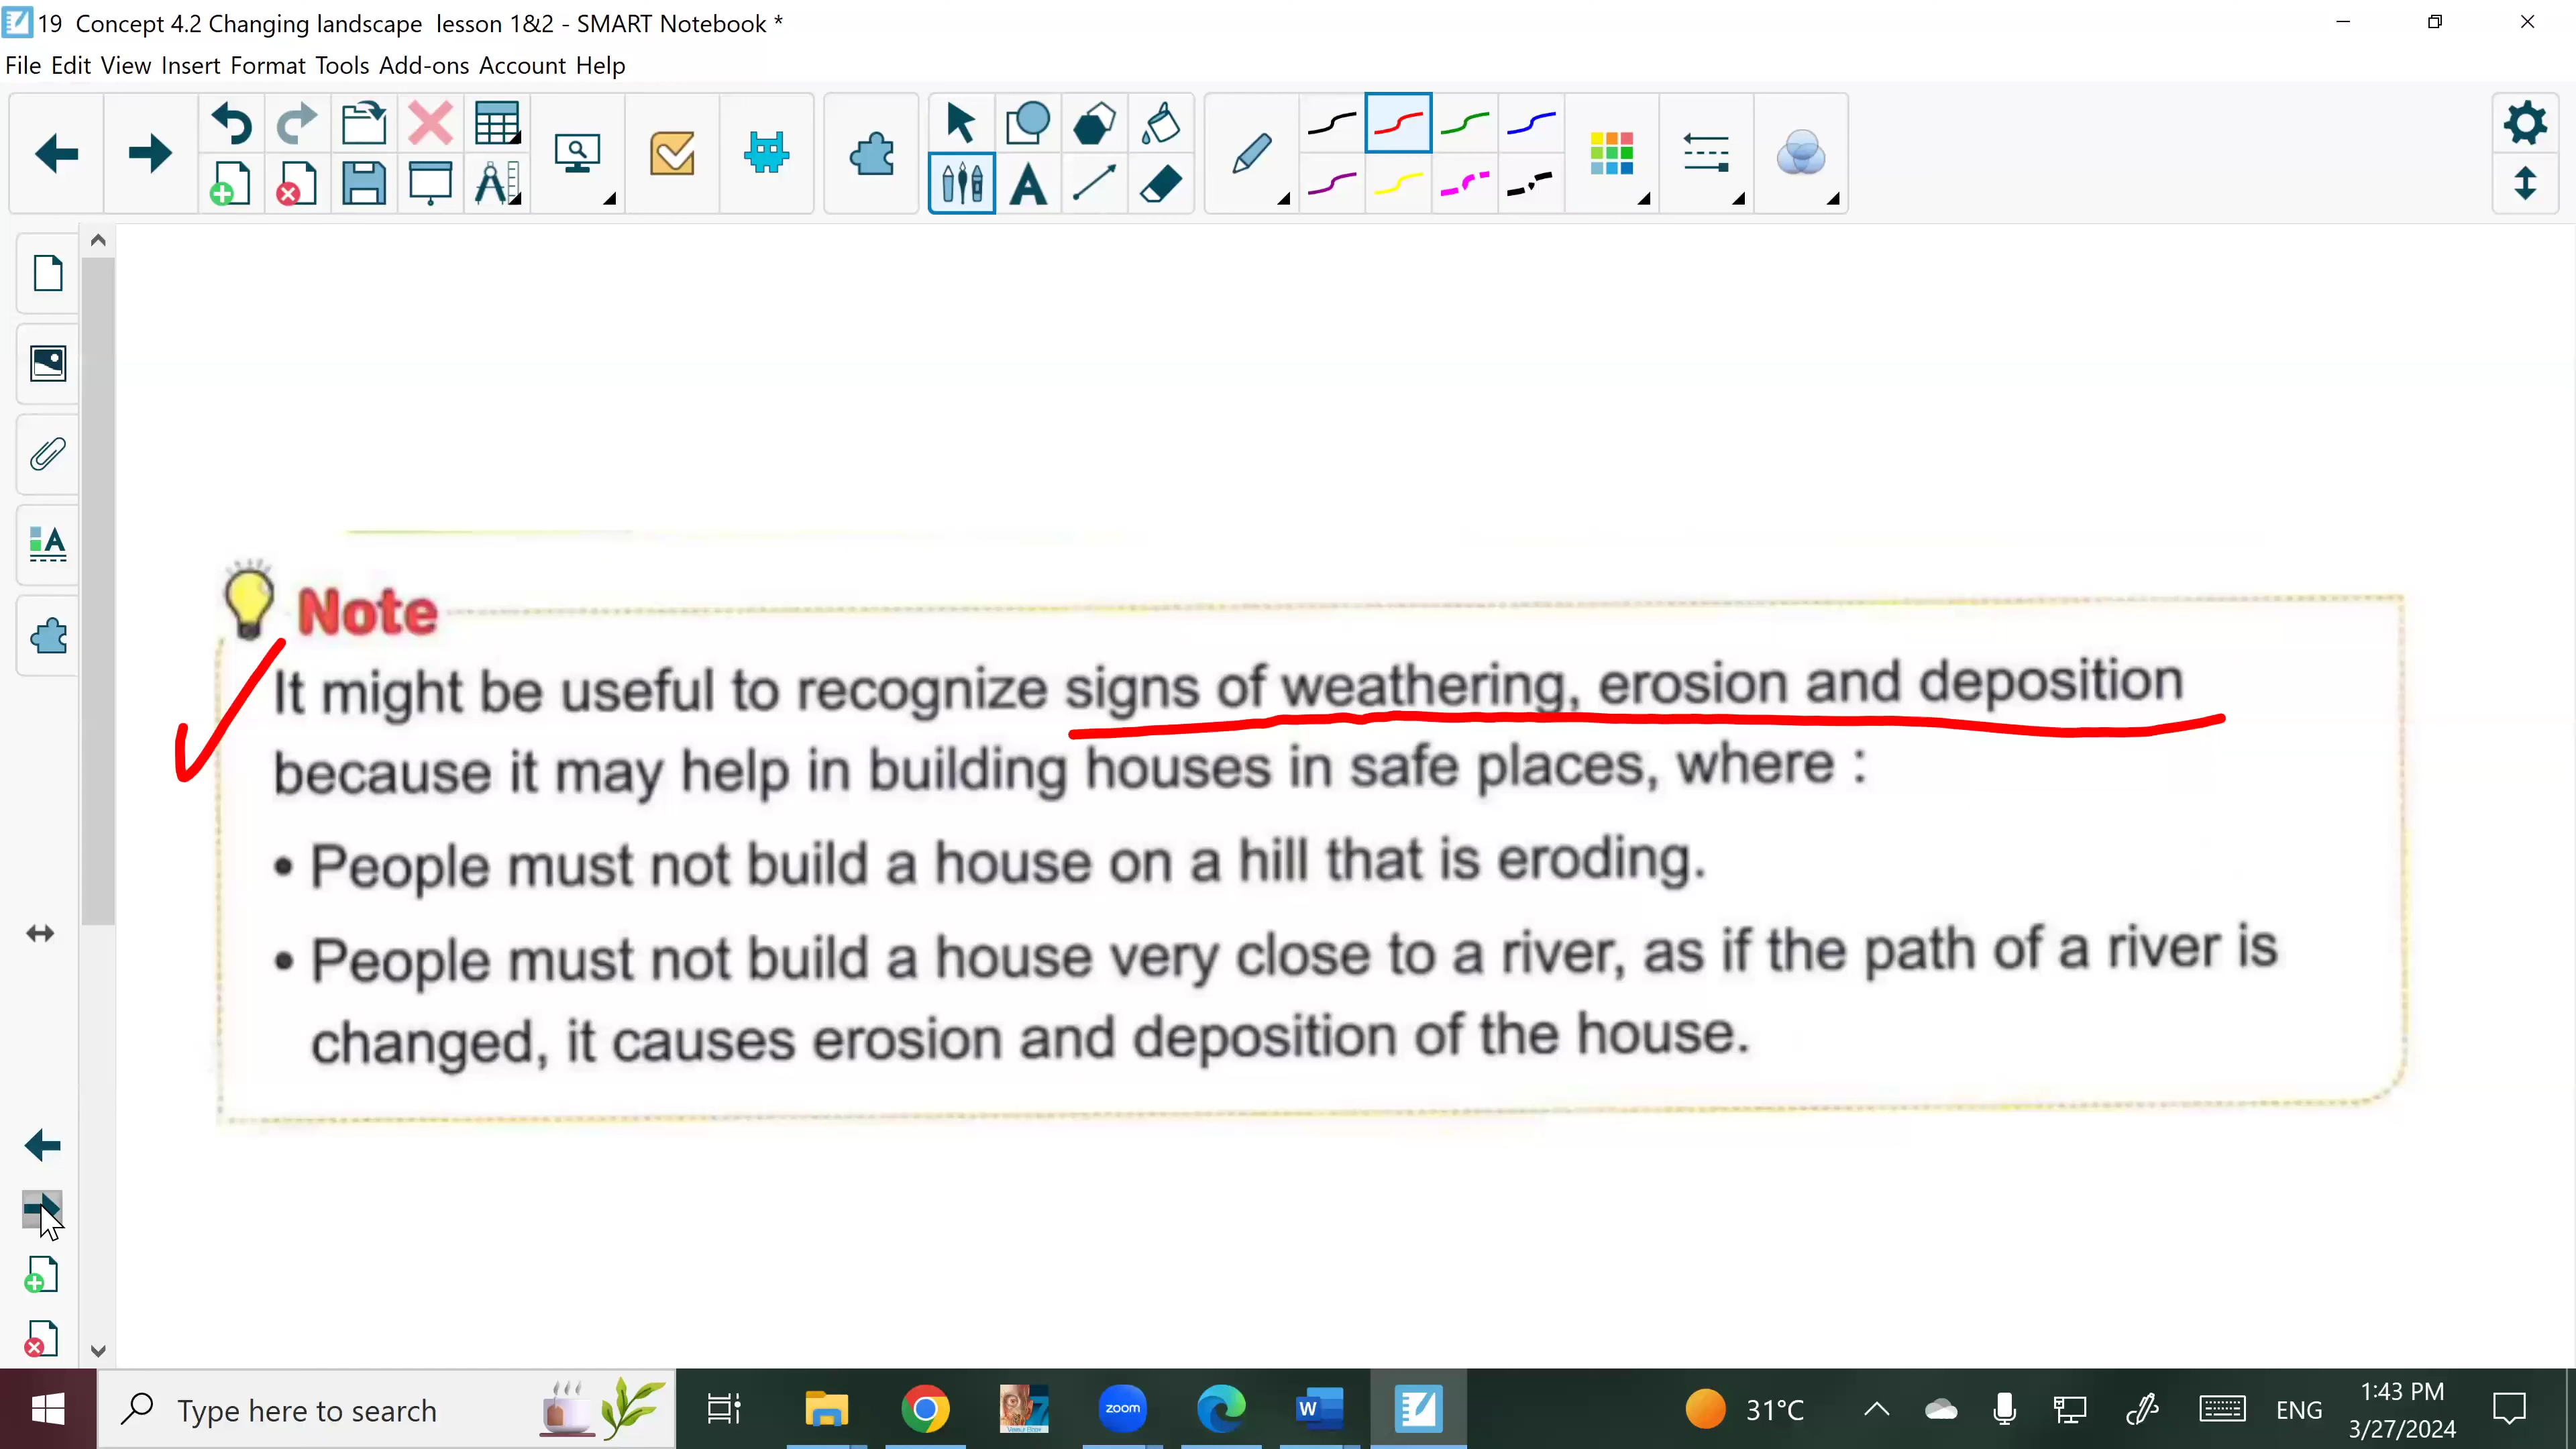 19 Concept 4.2 Changing landscape lesson 1&2 - SMART Notebook *
File Edit View Insert Format Tools Add-ons Account Help
Note
It might be useful to recognize signs of weathering, erosion and deposition
because it may help in building houses in safe places, where :
• People must not build a house on a hill that is eroding.
• People must not build a house very close to a river, as if the path of a river is
changed, it causes erosion and deposition of the house.
Type here to search
zoom
W
31°C
ENG
1:43 PM
3/27/2024